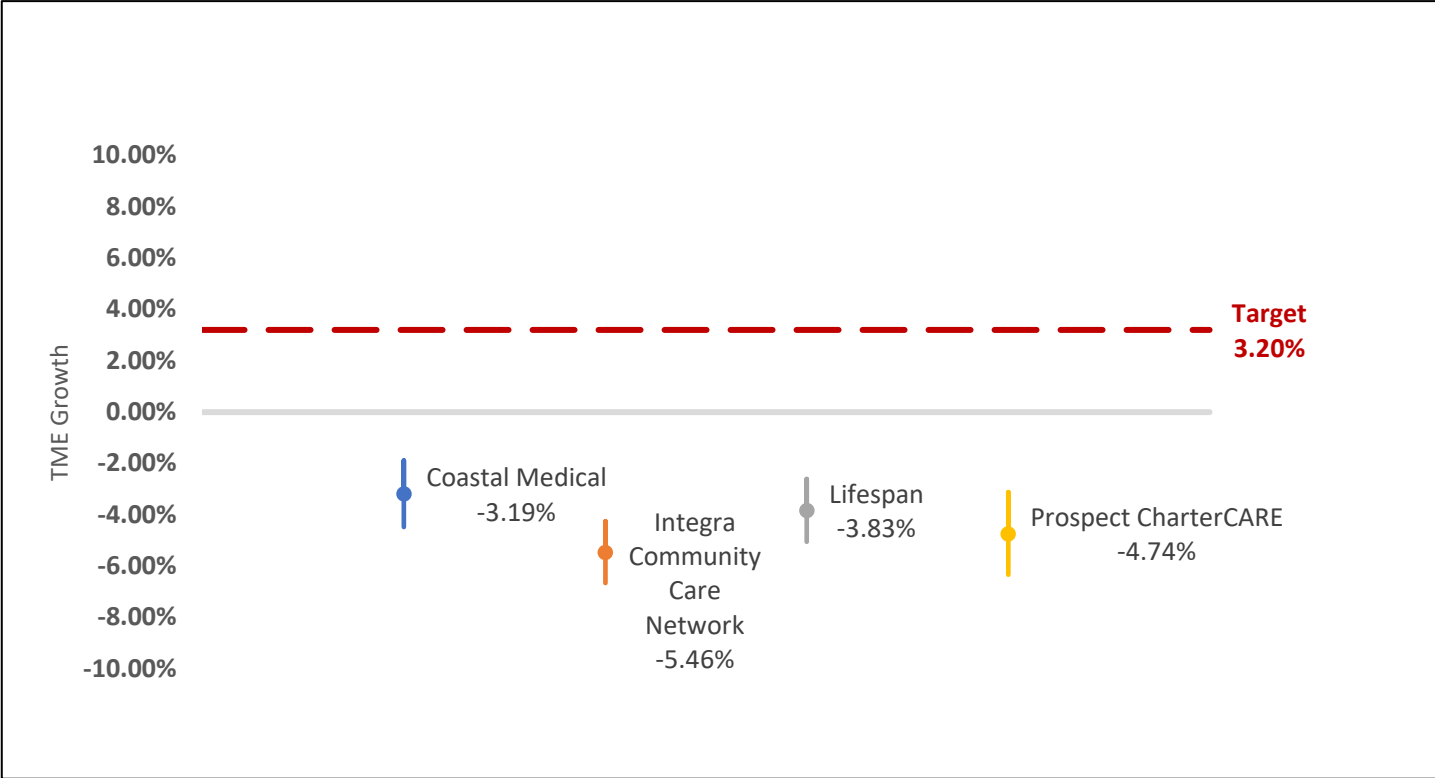 10.00%
8.00%
6.00%
4.00%
2.00%
0.00%
-2.00%
-4.00%
-6.00%
-8.00%
-10.00%
TME Growth
Target
3.20%
Coastal Medical
-3.19%
Integra
Community
Care
Network
-5.46%
Lifespan
-3.83%
Prospect CharterCARE
-4.74%